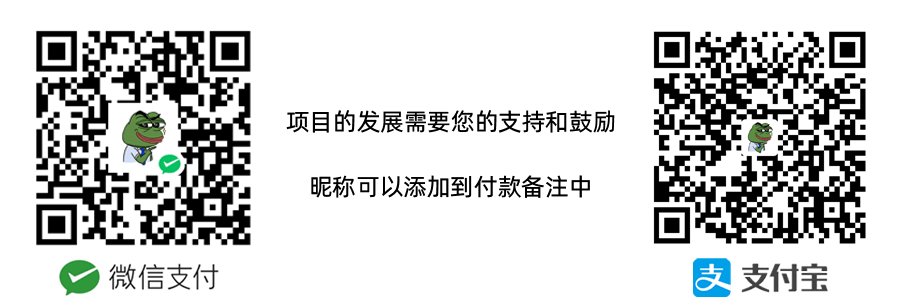 项目的发展需要您的支持和鼓励
昵称可以添加到付款备注中
微信支付
支付宝